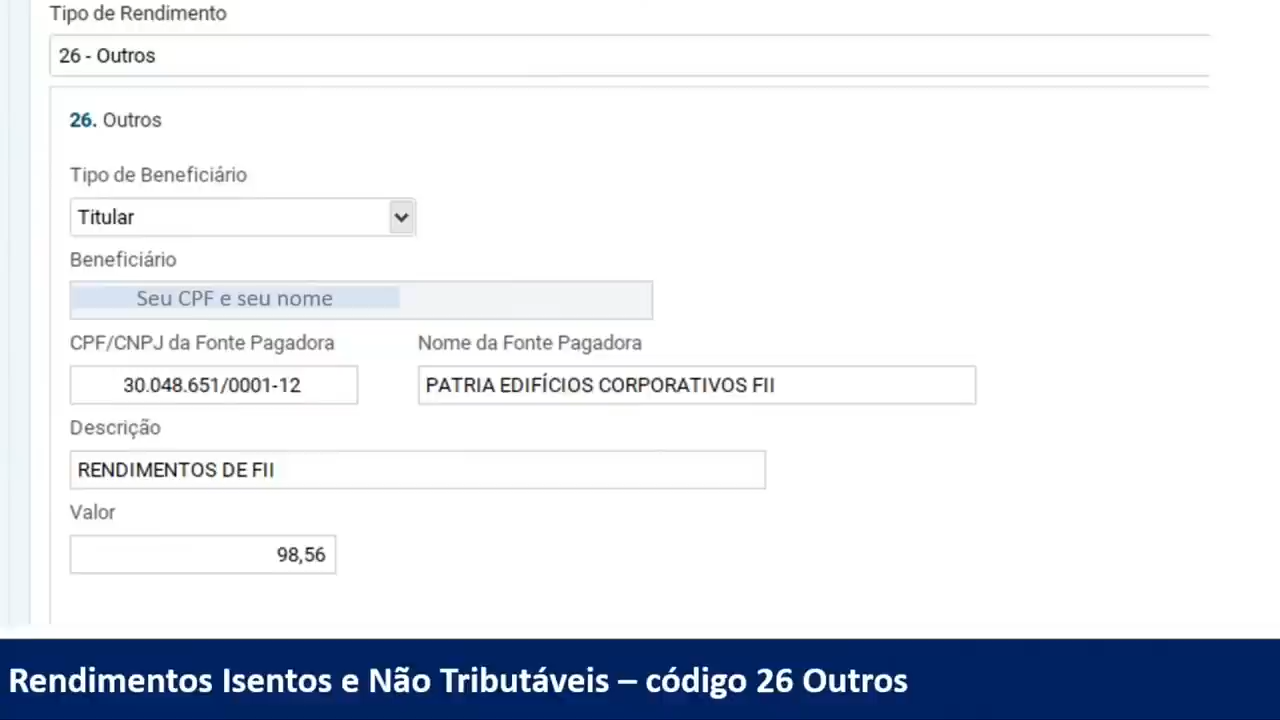 Tipo de Rendimento
26 - Outros
26. Outros
Tipo de Beneficiário
Titular
Beneficiário
Seu CPF e seu nome
CPF/CNPJ da Fonte Pagadora Nome da Fonte Pagadora
30.048.651/0001-12 PATRIA EDIFÍCIOS CORPORATIVOS FII
Descrição
RENDIMENTOS DE FII
Valor
98,56
Rendimentos Isentos e Não Tributáveis – código 26 Outros